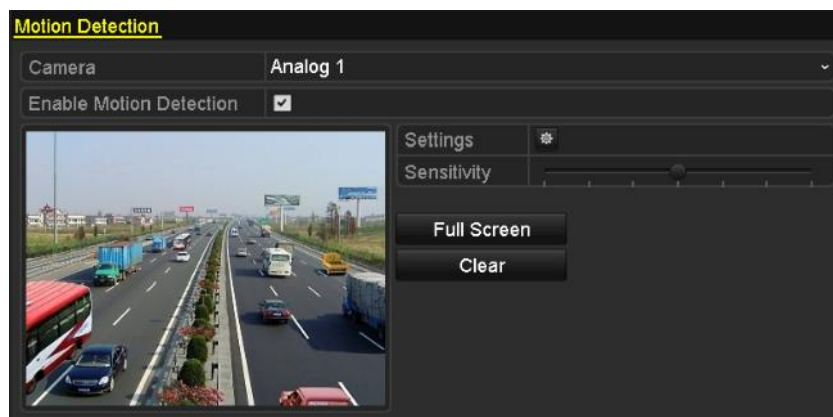 Motion Detection
Camera Analog 1
Enable Motion Detection
Settings
Sensitivity
Full Screen
Clear